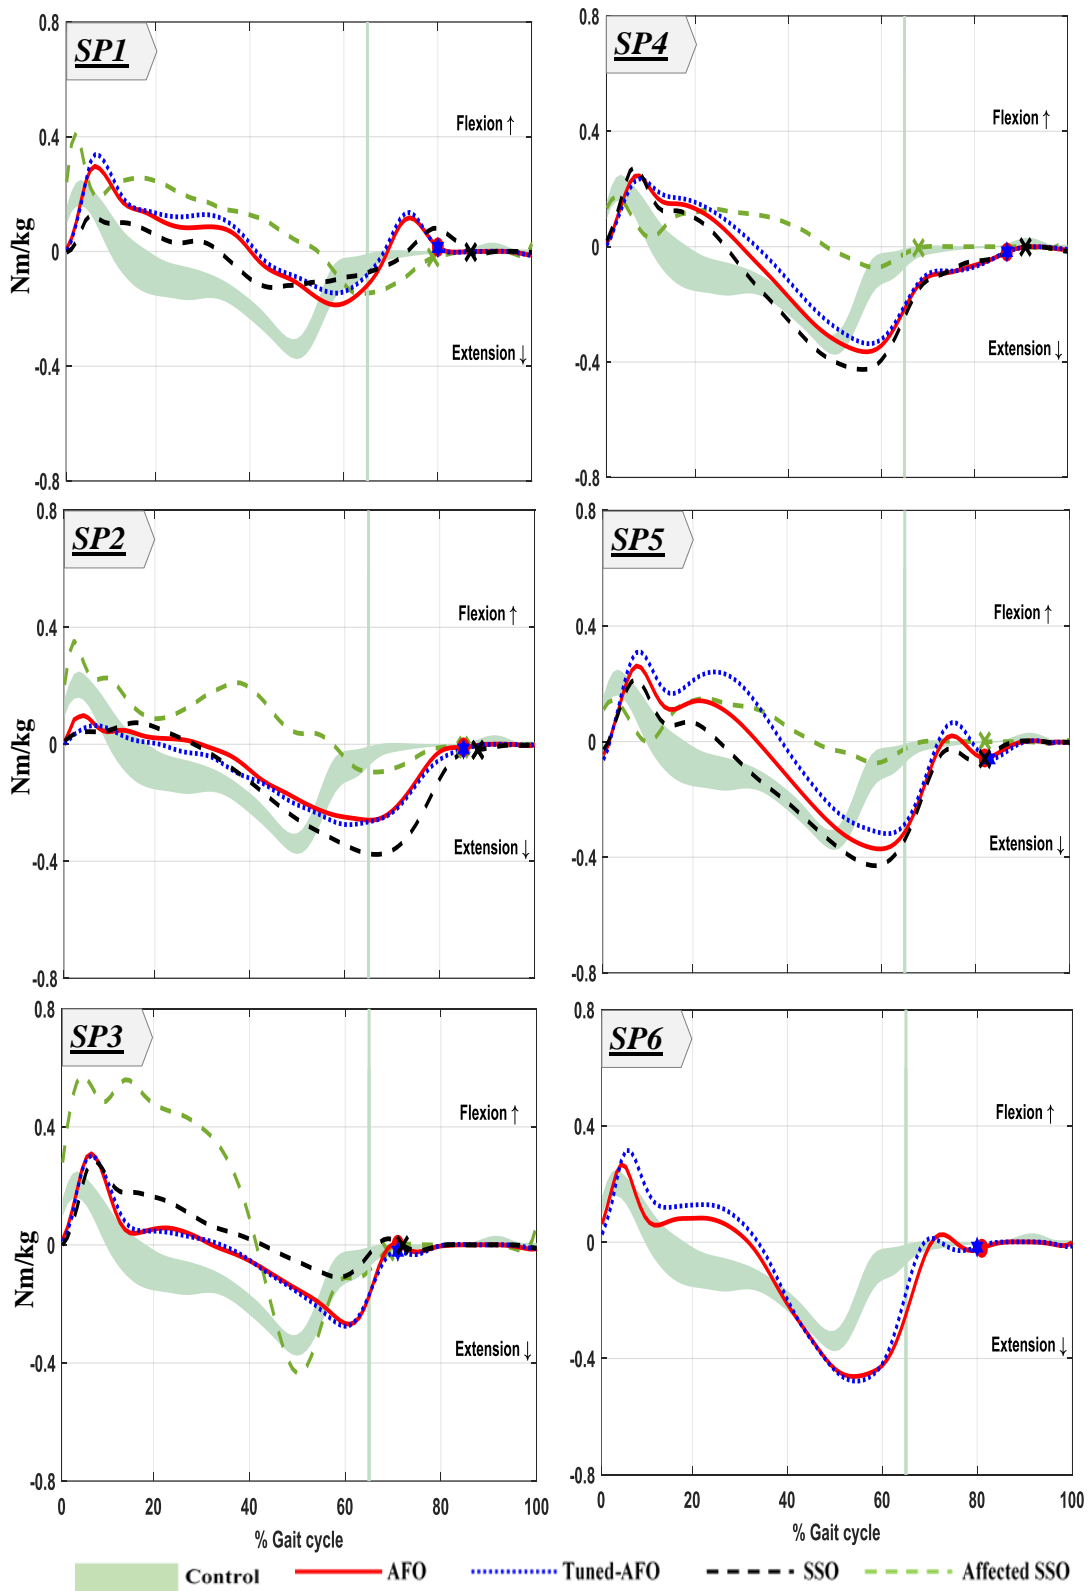 SP1
0.8
0.4
0
-0.4
-0.8
Nm/kg
Flexion ↑
Extension ↓
SP4
0.8
0.4
0
-0.4
-0.8
Flexion ↑
Extension ↓
SP2
0.8
0.4
0
-0.4
-0.8
Nm/kg
Flexion ↑
Extension ↓
SP5
0.8
0.4
0
-0.4
-0.8
Flexion ↑
Extension ↓
SP3
0.8
0.4
0
-0.4
-0.8
Nm/kg
Flexion ↑
Extension ↓
0 20 40 60 80 100
% Gait cycle
SP6
0.8
0.4
0
-0.4
-0.8
Flexion ↑
Extension ↓
0 20 40 60 80 100
% Gait cycle
Control AFO Tuned-AFO SSO Affected SSO